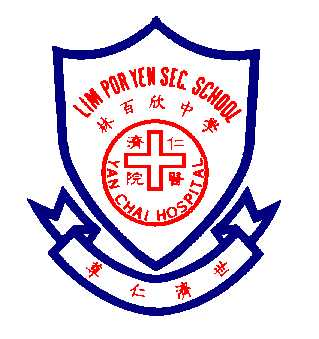 LIM POR YEN SEC. SCHOOL
林百欣中學
仁濟
醫院
YAN CHAI HOSPITAL
尊仁濟世